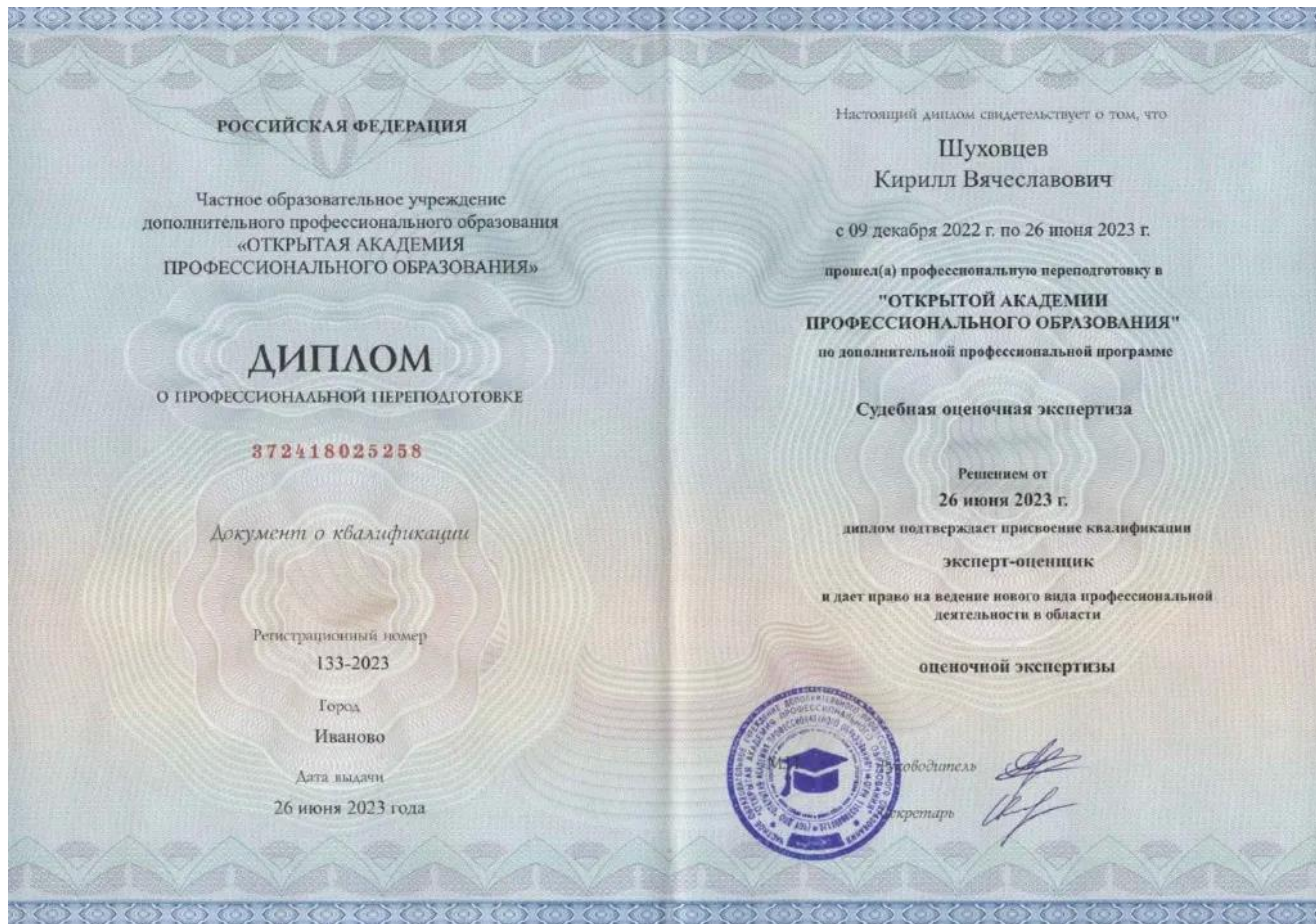 РОССИЙСКАЯ ФЕДЕРАЦИЯ
Частное образовательное учреждение
дополнительного профессионального образования
«ОТКРЫТАЯ АКАДЕМИЯ
ПРОФЕССИОНАЛЬНОГО ОБРАЗОВАНИЯ»
ДИПЛОМ
О ПРОФЕССИОНАЛЬНОЙ ПЕРЕПОДГОТОВКЕ
372418025258
Документ о квалификации
Регистрационный номер
133-2023
Город
Иваново
Дата выдачи
26 июня 2023 года
Настоящий диплом свидетельствует о том, что
Шуховцев
Кирилл Вячеславович
с 09 декабря 2022 г. по 26 июня 2023 г.
прошел(а) профессиональную переподготовку в
"ОТКРЫТОЙ АКАДЕМИИ
ПРОФЕССИОНАЛЬНОГО ОБРАЗОВАНИЯ"
по дополнительной профессиональной программе
Судебная оценочная экспертиза
Решением от
26 июня 2023 г.
диплом подтверждает присвоение квалификации
эксперт-оценщик
и дает право на ведение нового вида профессиональной
деятельности в области
оценочной экспертизы
Руководитель
Секретарь